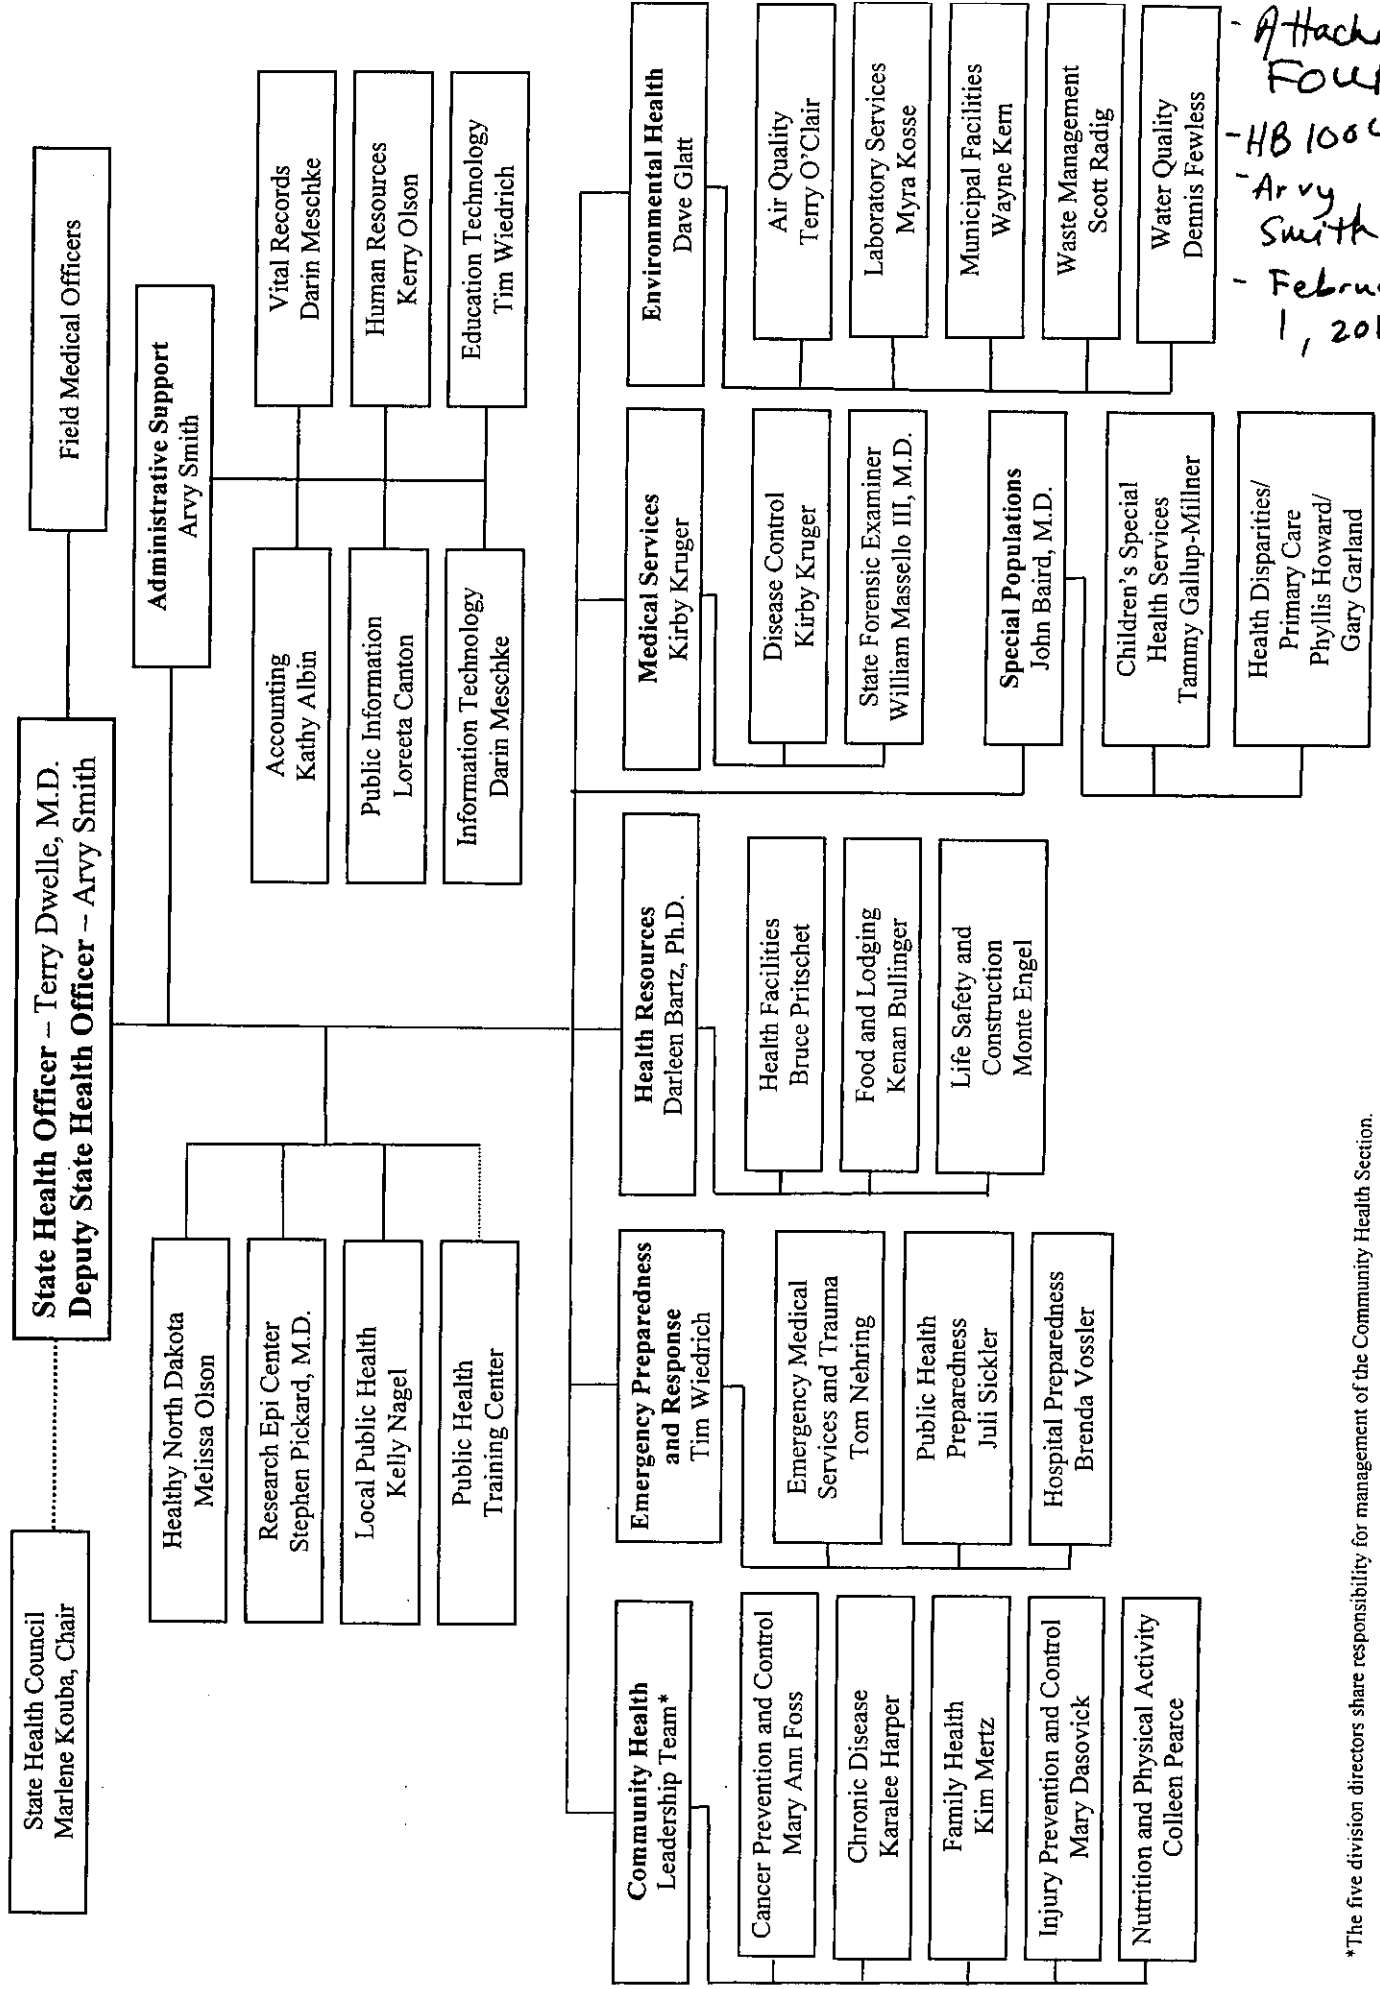 State Health Council
Marlene Kouba, Chair
State Health Officer – Terry Dwelle, M.D.
Deputy State Health Officer – Arvy Smith
Field Medical Officers
Healthy North Dakota
Melissa Olson
Research Epi Center
Stephen Pickard, M.D.
Local Public Health
Kelly Nagel
Public Health
Training Center
Administrative Support
Arvy Smith
Accounting
Kathy Albin
Public Information
Loreeta Canton
Information Technology
Darin Meschke
Vital Records
Darin Meschke
Human Resources
Kerry Olson
Education Technology
Tim Wiedrich
Community Health
Leadership Team*
Cancer Prevention and Control
Mary Ann Foss
Chronic Disease
Karalee Harper
Family Health
Kim Mertz
Injury Prevention and Control
Mary Dasovick
Nutrition and Physical Activity
Colleen Pearce
Emergency Preparedness
and Response
Tim Wiedrich
Emergency Medical
Services and Trauma
Tom Nehring
Public Health
Preparedness
Juli Sickler
Hospital Preparedness
Brenda Vossler
Health Resources
Darleen Bartz, Ph.D.
Health Facilities
Bruce Pritschet
Food and Lodging
Kenan Bullinger
Life Safety and
Construction
Monte Engel
Medical Services
Kirby Kruger
Disease Control
Kirby Kruger
State Forensic Examiner
William Massello III, M.D.
Special Populations
John Baird, M.D.
Children's Special
Health Services
Tammy Gallup-Millner
Health Disparities/
Primary Care
Phyllis Howard/
Gary Garland
Environmental Health
Dave Glatt
Air Quality
Terry O'Clair
Laboratory Services
Myra Kosse
Municipal Facilities
Wayne Kern
Waste Management
Scott Radig
Water Quality
Dennis Fewless
*The five division directors share responsibility for management of the Community Health Section.
- HB
- Arvy
Smith
-
1,